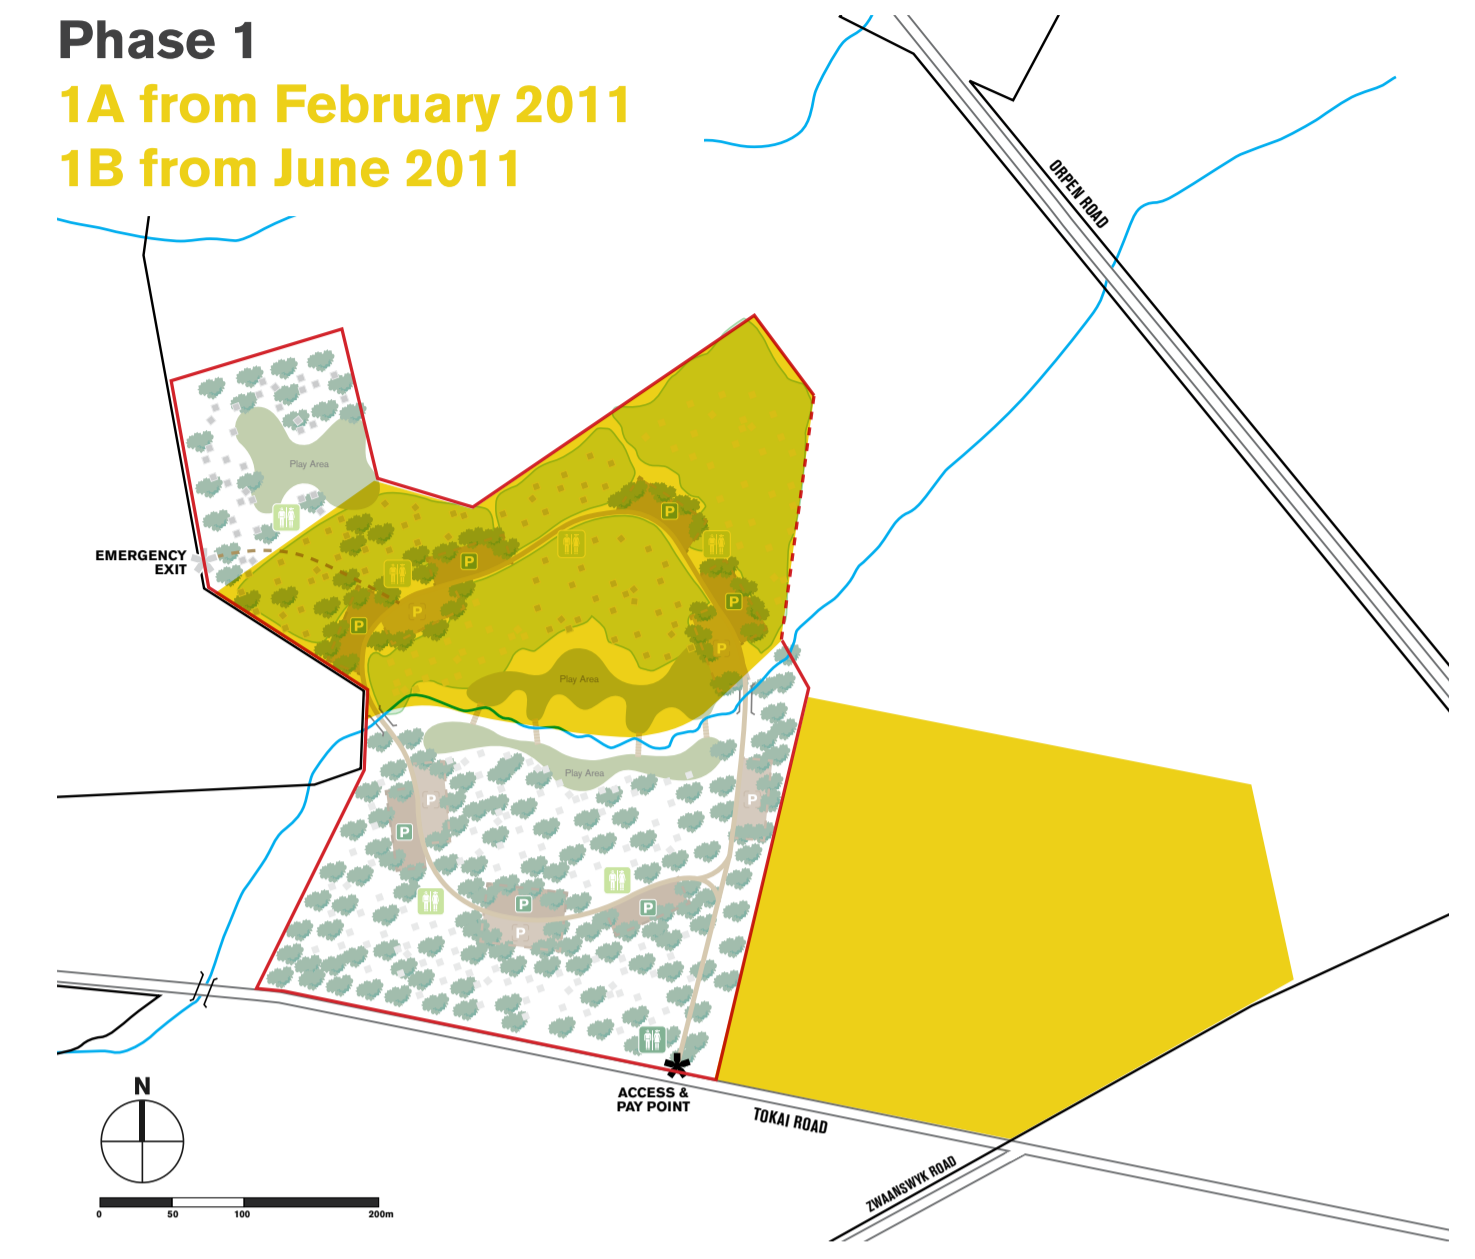 Phase 1
1A from February 2011
1B from June 2011
ORPEN ROAD
Play Area
P
EMERGENCY
EXIT
P
P
P
P
P
P
Play Area
Play Area
P
P
P
P
P
P
ACCESS &
PAY POINT
TOKAI ROAD
ZWAANSWYK ROAD
N
0 50 100 200m